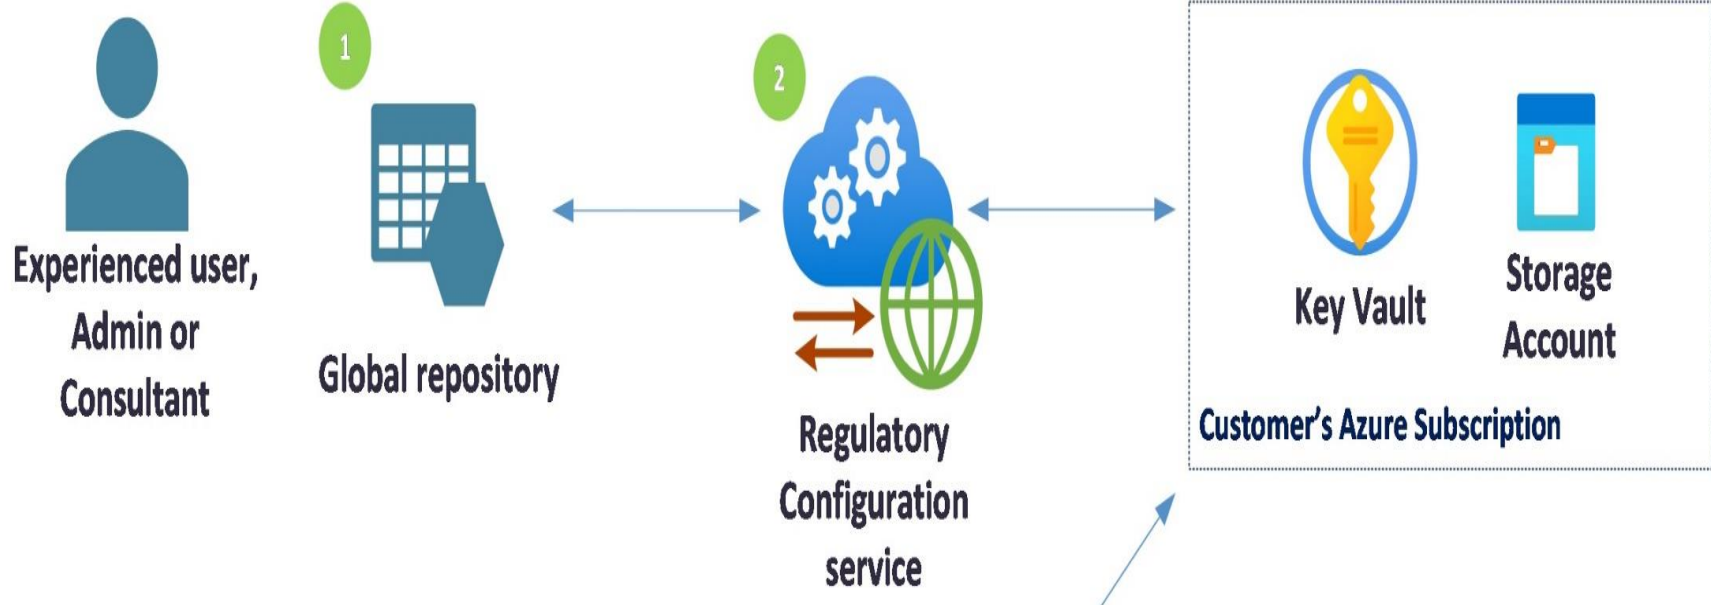 1
2
Experienced user,
Admin or
Consultant
Global repository
Regulatory
Configuration
service
Key Vault
Storage
Account
Customer's Azure Subscription